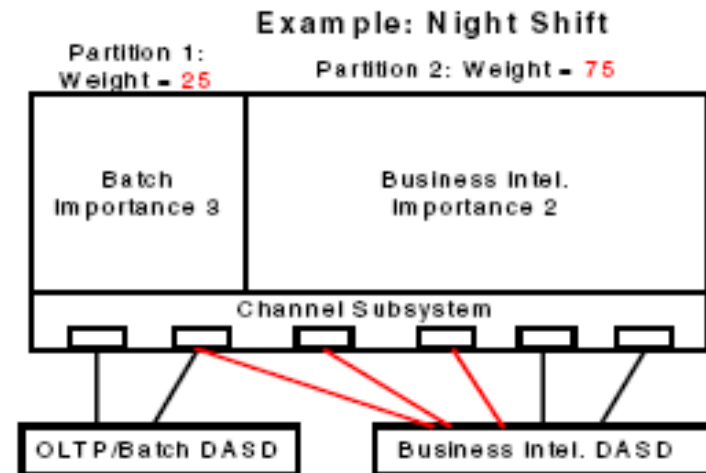 Example: Night Shift
Partition 1:
Weight = 25
Partition 2: Weight = 75
Batch
Importance 3
Business Intel.
Importance 2
Channel Subsystem
OLTP/Batch DASD
Business Intel. DASD